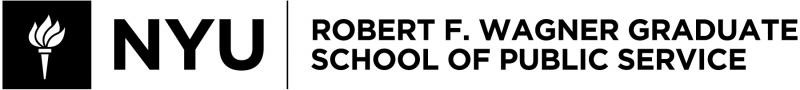 NYU
ROBERT F. WAGNER GRADUATE
SCHOOL OF PUBLIC SERVICE